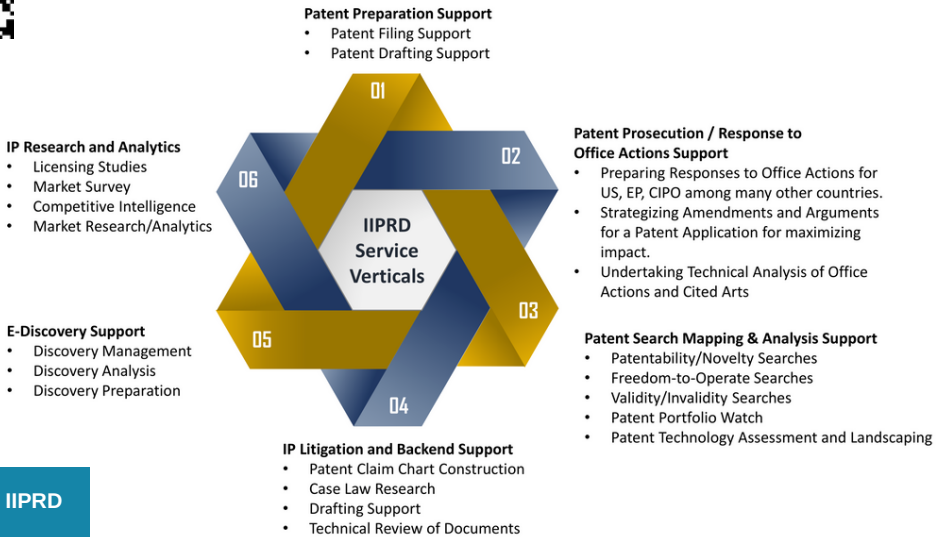 Patent Preparation Support
• Patent Filing Support
• Patent Drafting Support
01
02
03
04
05
06
IIPRD
Service
Verticals
Patent Prosecution / Response to
Office Actions Support
• Preparing Responses to Office Actions for
US, EP, CIPO among many other countries.
• Strategizing Amendments and Arguments
for a Patent Application for maximizing
impact.
• Undertaking Technical Analysis of Office
Actions and Cited Arts
Patent Search Mapping & Analysis Support
• Patentability/Novelty Searches
• Freedom-to-Operate Searches
• Validity/Invalidity Searches
• Patent Portfolio Watch
• Patent Technology Assessment and Landscaping
IP Litigation and Backend Support
• Patent Claim Chart Construction
• Case Law Research
• Drafting Support
• Technical Review of Documents
E-Discovery Support
• Discovery Management
• Discovery Analysis
• Discovery Preparation
IP Research and Analytics
• Licensing Studies
• Market Survey
• Competitive Intelligence
• Market Research/Analytics
IIPRD